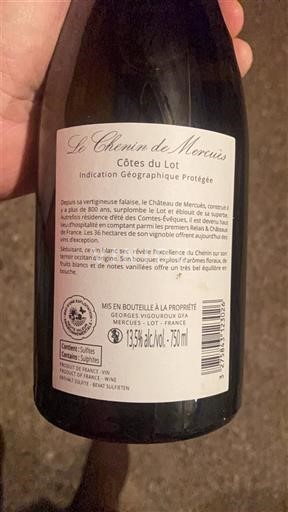 Le Chenin de Mercuès
Côtes du Lot
Indication Géographique Protégée
Depuis sa vertigineuse falaise, le Château de Mercuès, construit il
y a plus de 800 ans, surplombe le Lot et éblouit de sa superbe.
Autrefois résidence d'été des Comtes-Évêques, il est devenu haut
lieu d'hospitalité en comptant parmi les premiers Relais & Châteaux
de France. Les 36 hectares de son vignoble offrent aujourd'hui des
vins d'exception.
Séduisant, ce vin blanc sec révèle l'excellence du Chenin sur son
terroir occitan d'origine. Son bouquet explosif d'arômes floraux, de
fruits blancs et de notes vanillées offre un très bel équilibre en
bouche.
MIS EN BOUTEILLE À LA PROPRIÉTÉ
GEORGES VIGOUROUX GFA
MERCUES - LOT - FRANCE
13,5% alc./vol. - 750 ml
Contient : Sulfites
Contains : Sulphites
PRODUIT DE FRANCE - VIN
PRODUCT OF FRANCE - WINE
ENTHÄLT SULFITE - BEVAT SULFIETEN